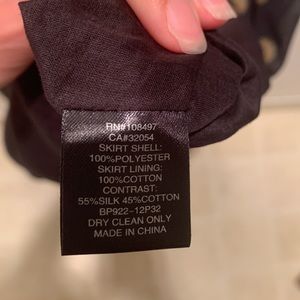 RN#108497
CA#32054
SKIRT SHELL:
100%POLYESTER
SKIRT LINING:
100%COTTON
CONTRAST:
55%SILK 45%COTTON
BP922-12P32
DRY CLEAN ONLY
MADE IN CHINA